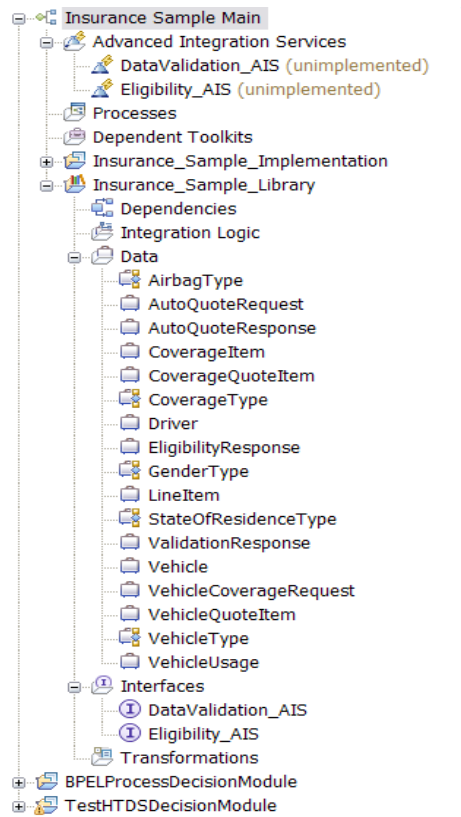 Insurance Sample Main
Advanced Integration Services
DataValidation_AIS (unimplemented)
Eligibility_AIS (unimplemented)
Processes
Dependent Toolkits
Insurance_Sample_Implementation
Insurance_Sample_Library
Dependencies
Integration Logic
Data
AirbagType
AutoQuoteRequest
AutoQuoteResponse
CoverageItem
CoverageQuoteItem
CoverageType
Driver
EligibilityResponse
GenderType
LineItem
StateOfResidenceType
ValidationResponse
Vehicle
VehicleCoverageRequest
VehicleQuoteItem
VehicleType
VehicleUsage
Interfaces
DataValidation_AIS
Eligibility_AIS
Transformations
BPELProcessDecisionModule
TestHTDSDecisionModule